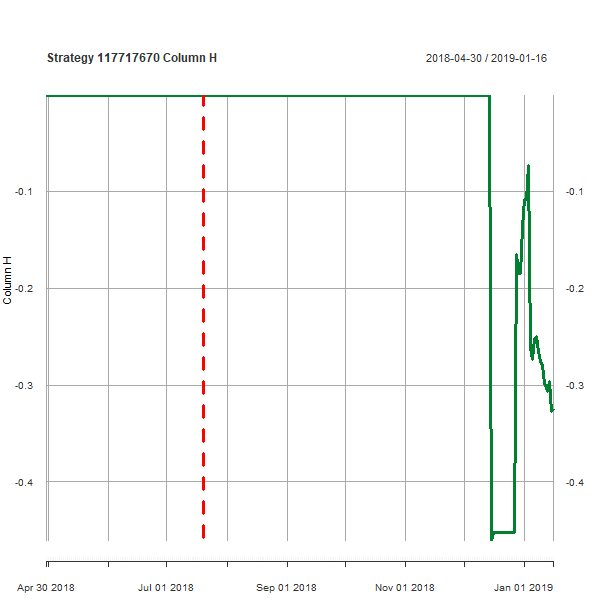 Strategy 117717670 Column H
2018-04-30 / 2019-01-16
Column H
-0.1
-0.2
-0.3
-0.4
-0.1
-0.2
-0.3
-0.4
Apr 30 2018
Jul 01 2018
Sep 01 2018
Nov 01 2018
Jan 01 2019